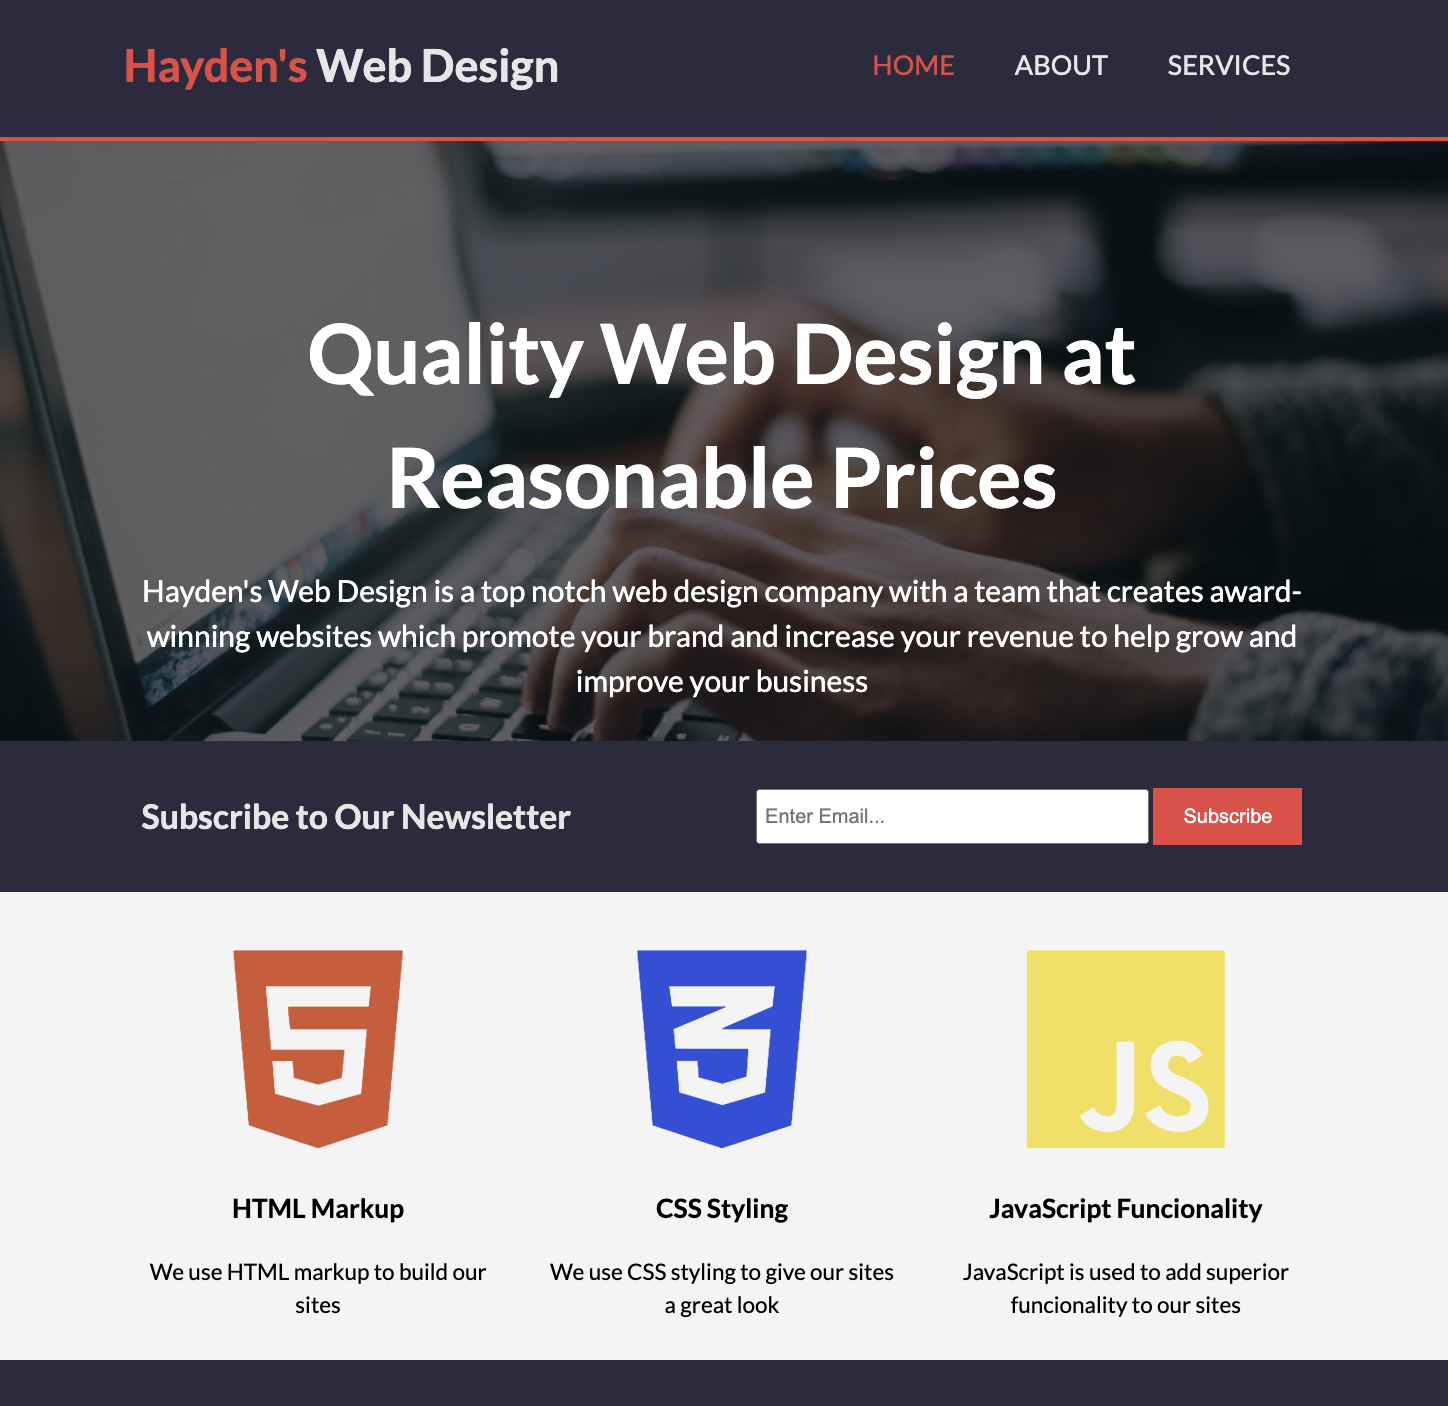 Hayden's Web Design
HOME ABOUT SERVICES
Quality Web Design at
Reasonable Prices
Hayden's Web Design is a top notch web design company with a team that creates award-
winning websites which promote your brand and increase your revenue to help grow and
improve your business
Subscribe to Our Newsletter
Enter Email...
Subscribe
5
3
JS
HTML Markup
We use HTML markup to build our
sites
CSS Styling
We use CSS styling to give our sites
a great look
JavaScript Funcionality
JavaScript is used to add superior
funcionality to our sites